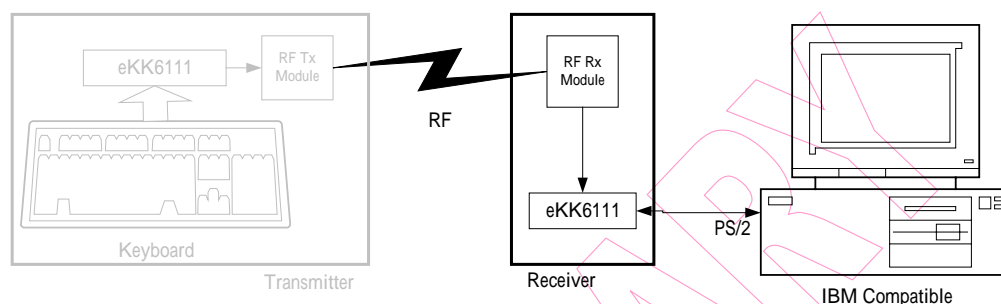 eKK6111
RF Tx
Module
Keyboard
Transmitter
RF
RF Rx
Module
eKK6111
Receiver
PS/2
IBM Compatible